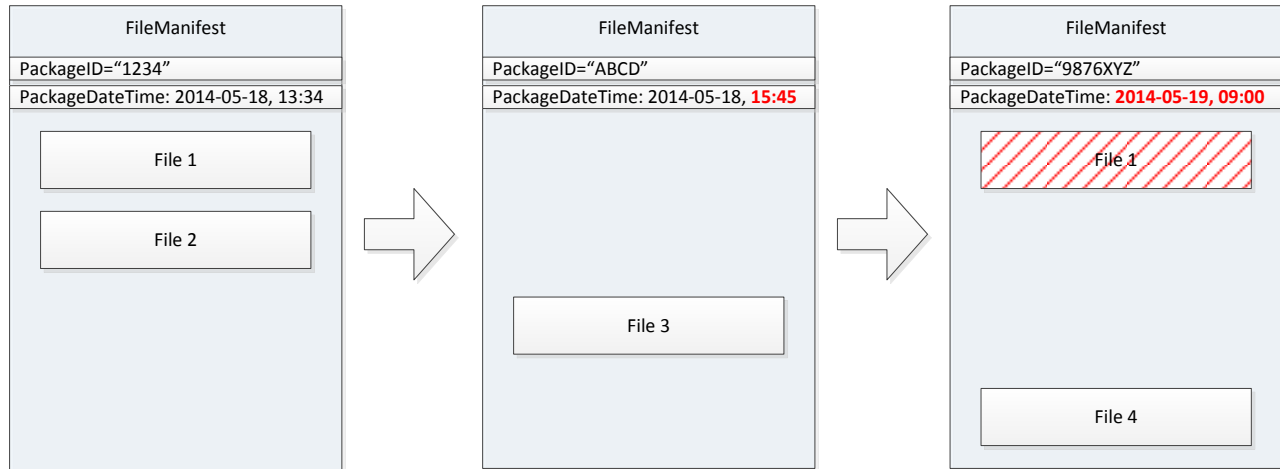 FileManifest
PackageID=“1234”
PackageDateTime: 2014-05-18, 13:34
File 1
File 2
FileManifest
PackageID=“ABCD”
PackageDateTime: 2014-05-18, 15:45
File 3
FileManifest
PackageID=“9876XYZ”
PackageDateTime: 2014-05-19, 09:00
File 1
File 4